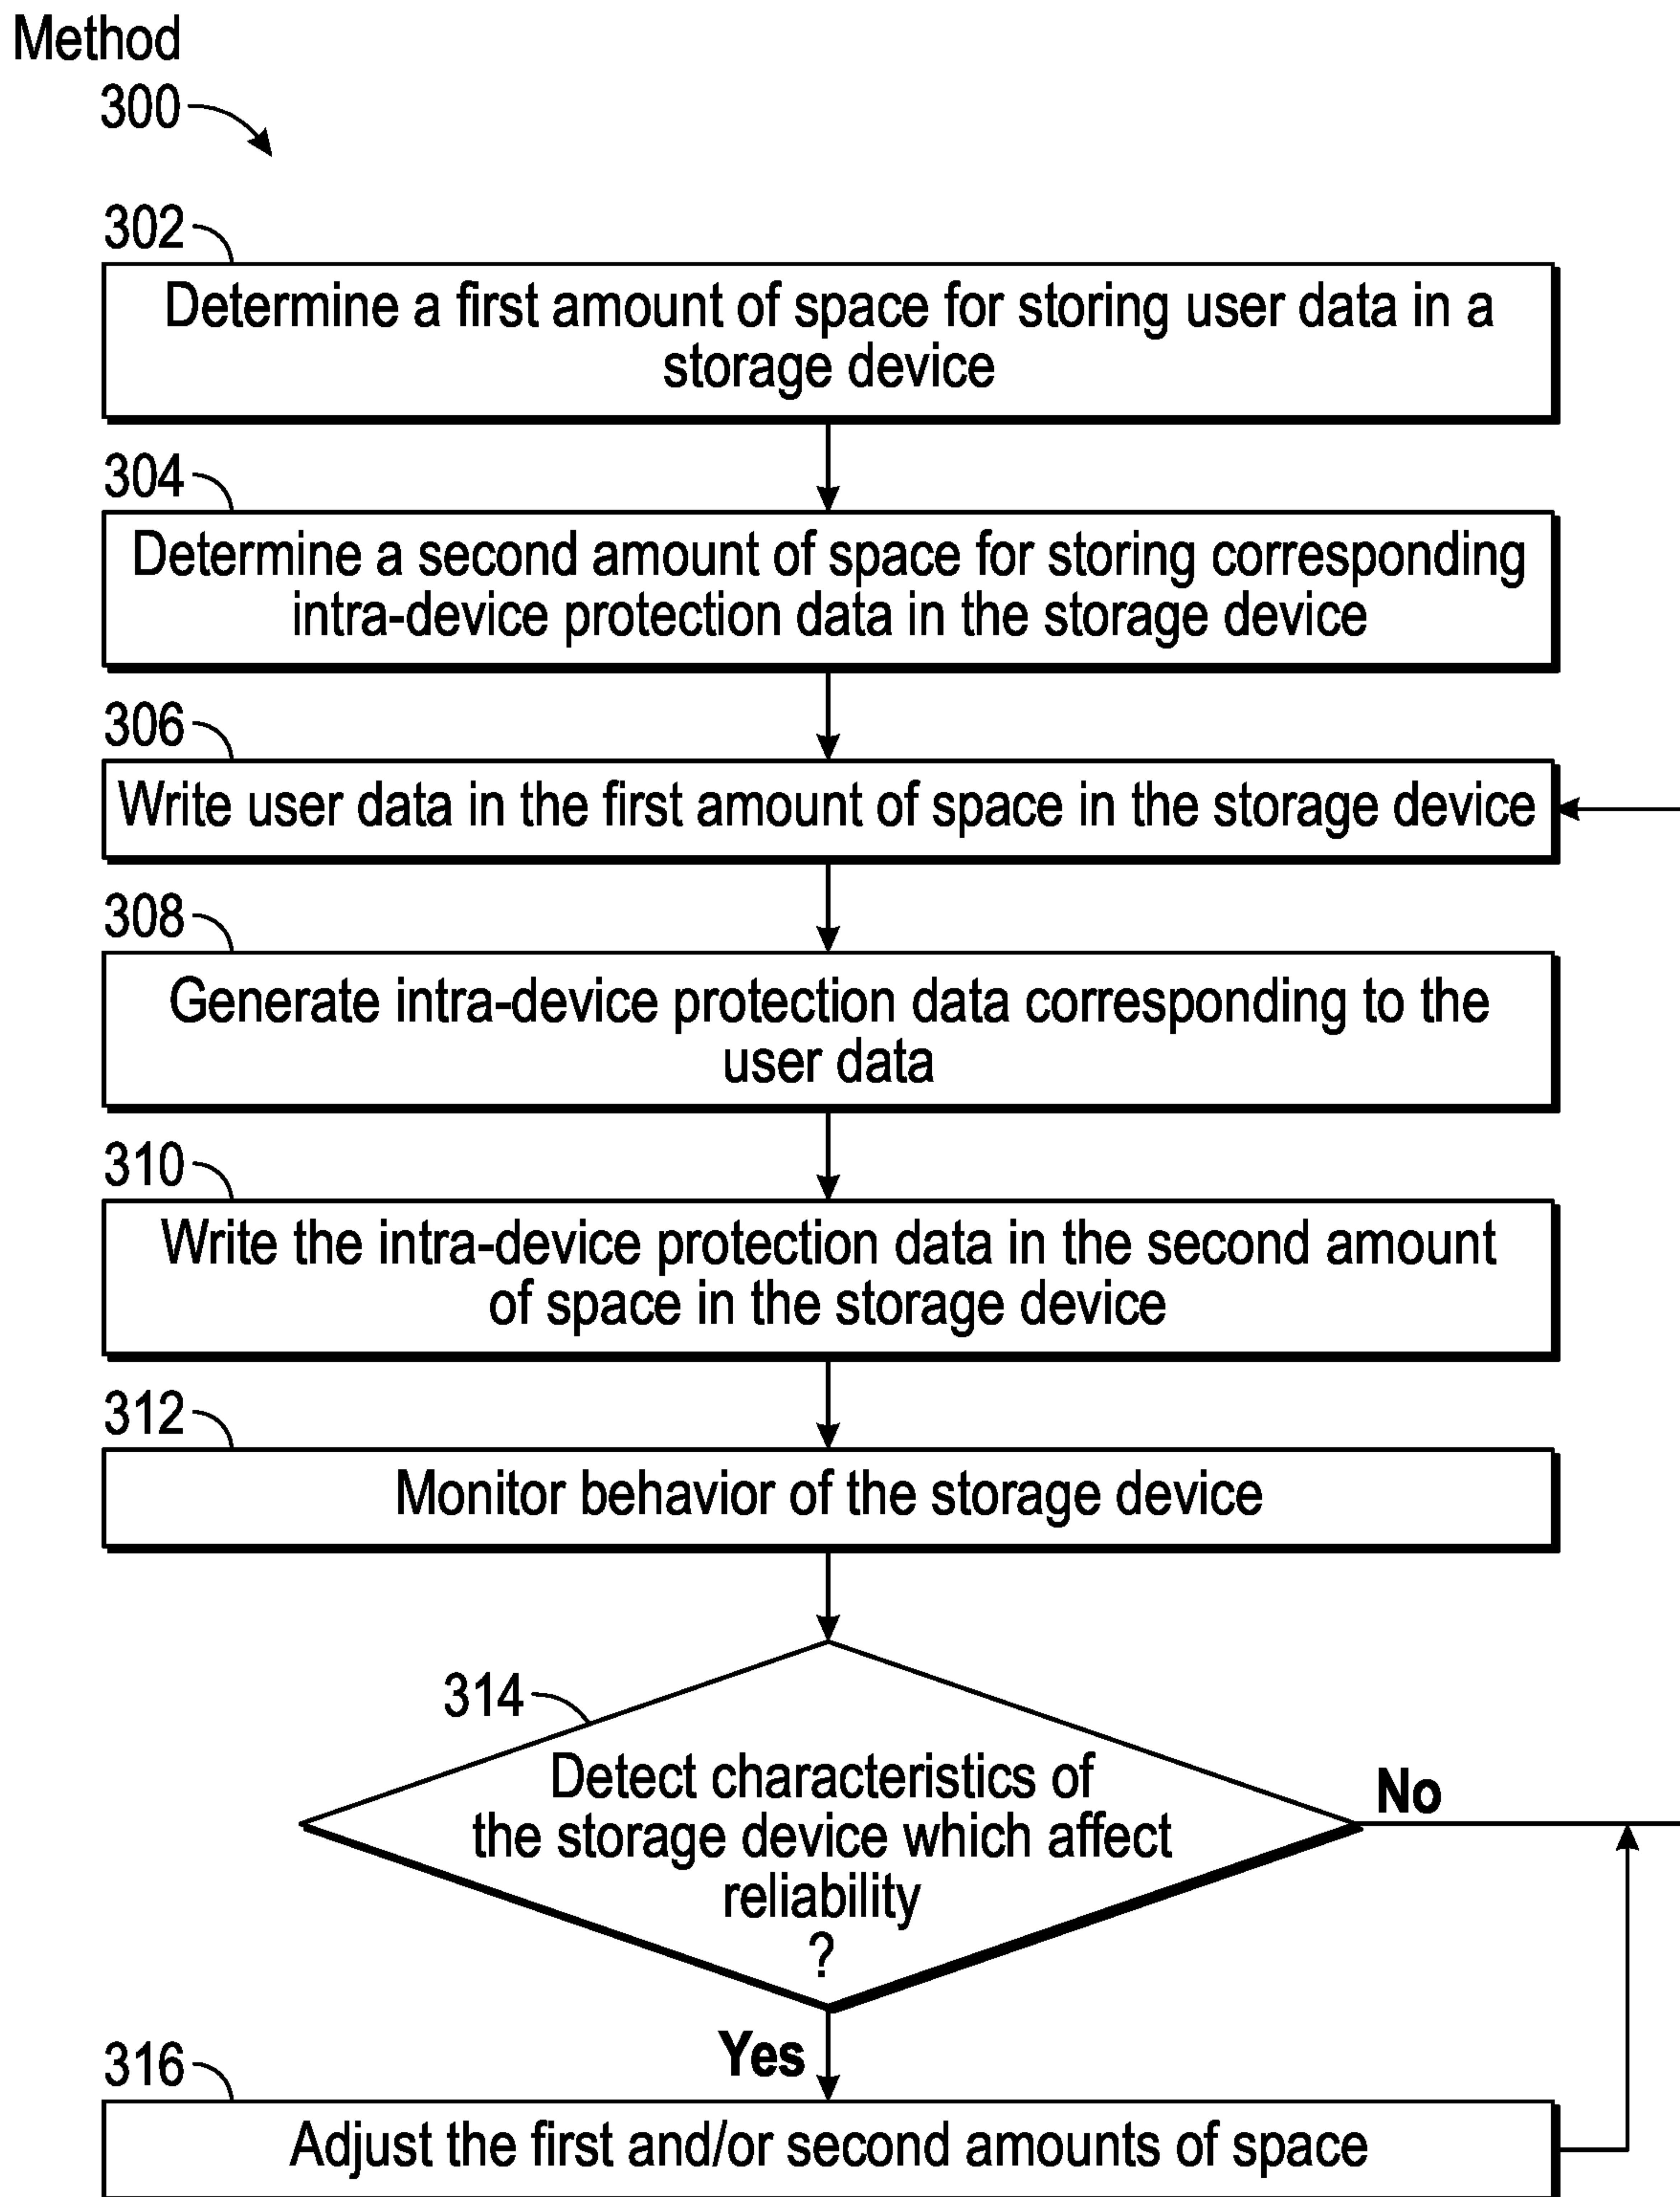 Method
300
302
Determine a first amount of space for storing user data in a
storage device
304
Determine a second amount of space for storing corresponding
intra-device protection data in the storage device
306
Write user data in the first amount of space in the storage device
308
Generate intra-device protection data corresponding to the
user data
310
Write the intra-device protection data in the second amount
of space in the storage device
312
Monitor behavior of the storage device
314
Detect characteristics of
the storage device which affect
reliability
?
No
Yes
316
Adjust the first and/or second amounts of space